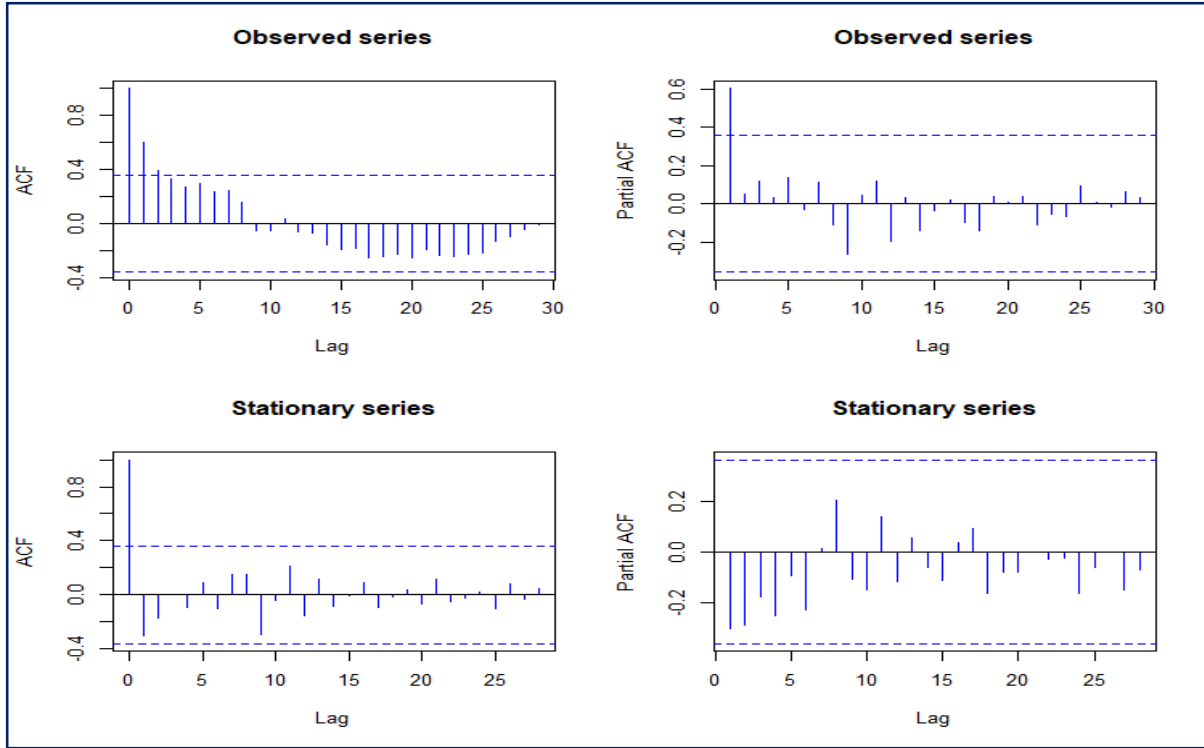 Observed series
ACF
0.8
0.4
0.0
-0.4
0 5 10 15 20 25 30
Lag
Observed series
Partial ACF
0.6
0.4
0.2
0.0
-0.2
0 5 10 15 20 25 30
Lag
Stationary series
ACF
0.8
0.4
0.0
-0.4
0 5 10 15 20 25
Lag
Stationary series
Partial ACF
0.2
0.0
-0.2
0 5 10 15 20 25
Lag